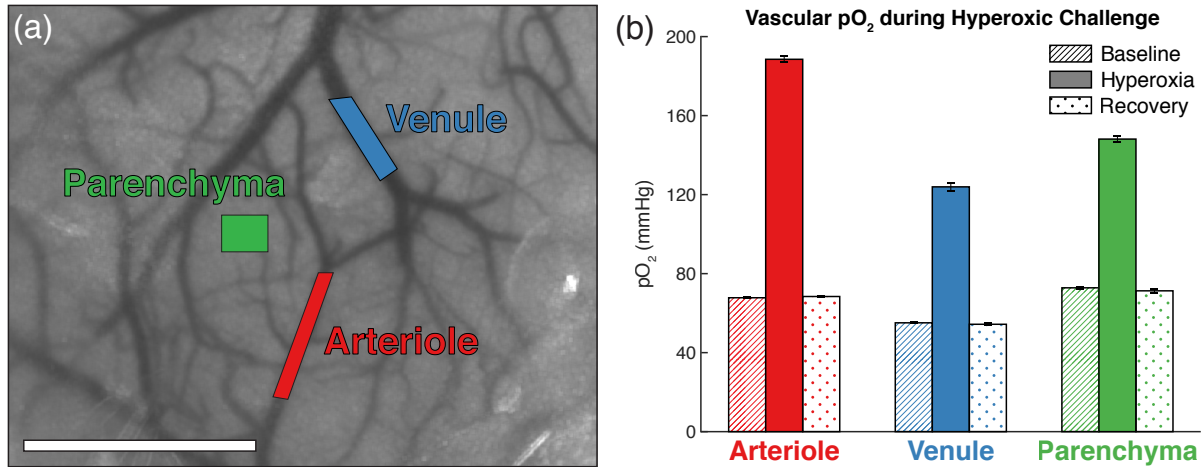 (a)
Venule
Parenchyma
Arteriole
(b)
Vascular pO₂ during Hyperoxic Challenge
Baseline
Hyperoxia
Recovery
pO₂ (mmHg)
200
160
120
80
40
0
Arteriole
Venule
Parenchyma